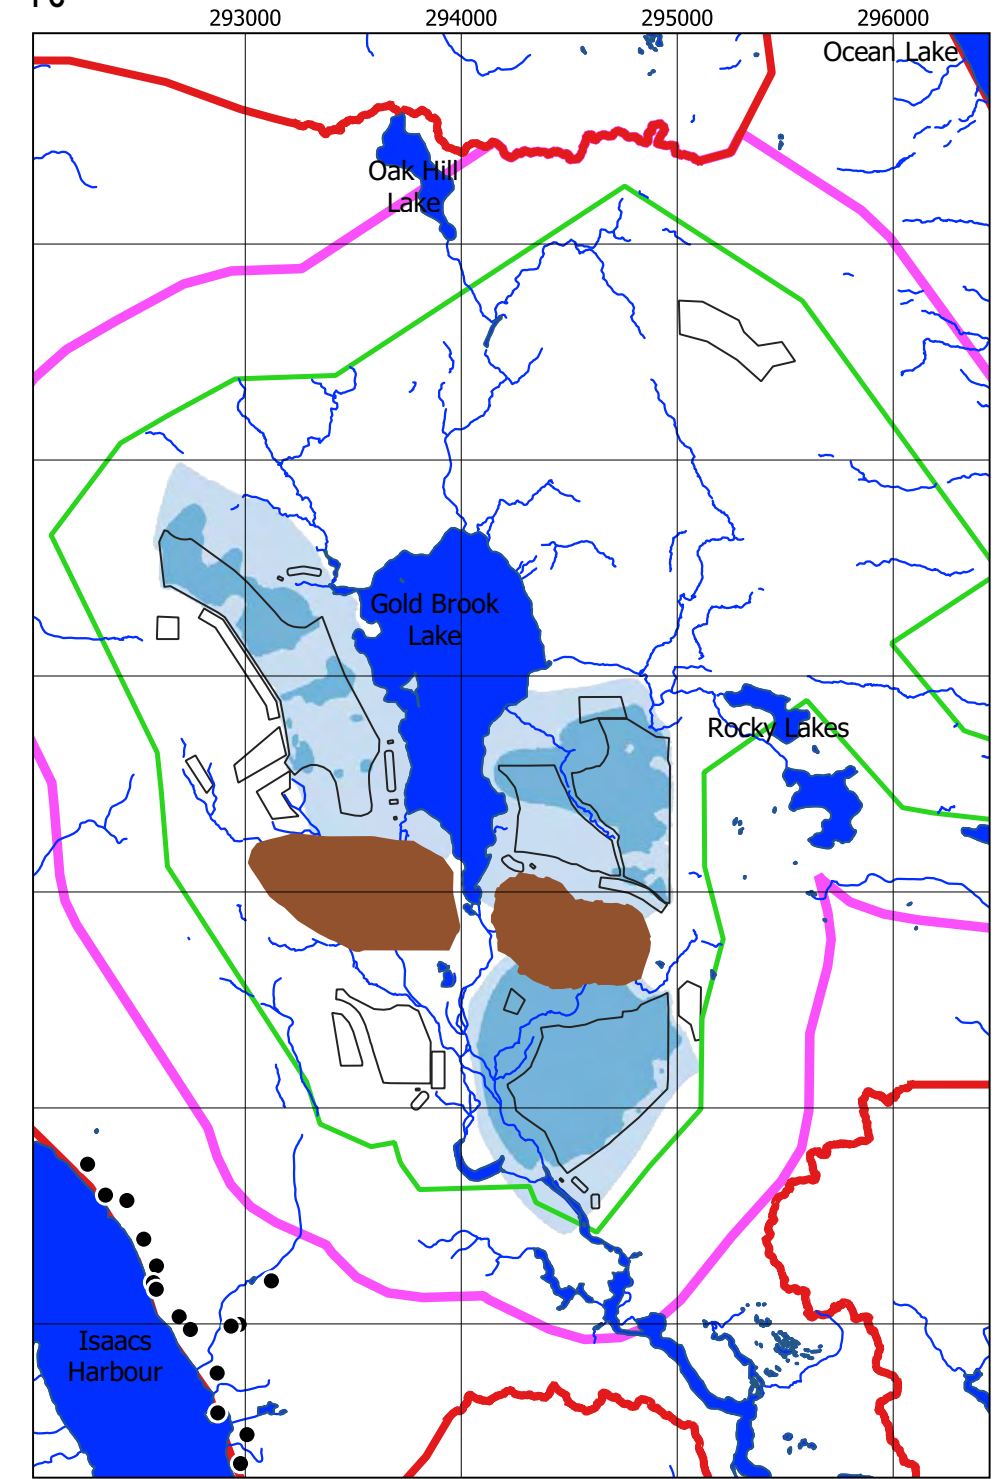 293000 294000 295000 296000
Ocean Lake
Oak Hill
Lake
Gold Brook
Lake
Rocky Lakes
Isaacs
Harbour